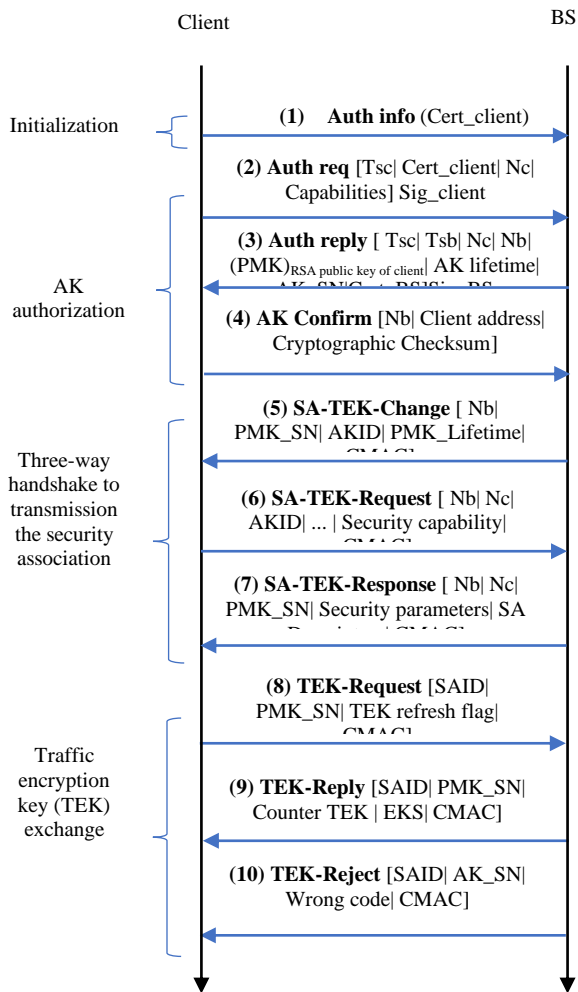 Client
BS
Initialization
(1) Auth info (Cert_client)
(2) Auth req [Tsc| Cert_client| Nc|
Capabilities] Sig_client
AK
authorization
(3) Auth reply [ Tsc| Tsb| Nc| Nb|
(PMK)RSA public key of client| AK lifetime|
(4) AK Confirm [Nb| Client address|
Cryptographic Checksum]
Three-way
handshake to
transmission
the security
association
(5) SA-TEK-Change [ Nb|
PMK_SN| AKID| PMK_Lifetime|
CMAC]
(6) SA-TEK-Request [ Nb| Nc|
AKID| ... | Security capability|
CMAC]
(7) SA-TEK-Response [ Nb| Nc|
PMK_SN| Security parameters| SA
CMAC]
Traffic
encryption
key (TEK)
exchange
(8) TEK-Request [SAID|
PMK_SN| TEK refresh flag|
CMAC]
(9) TEK-Reply [SAID| PMK_SN|
Counter TEK | EKS| CMAC]
(10) TEK-Reject [SAID| AK_SN|
Wrong code| CMAC]